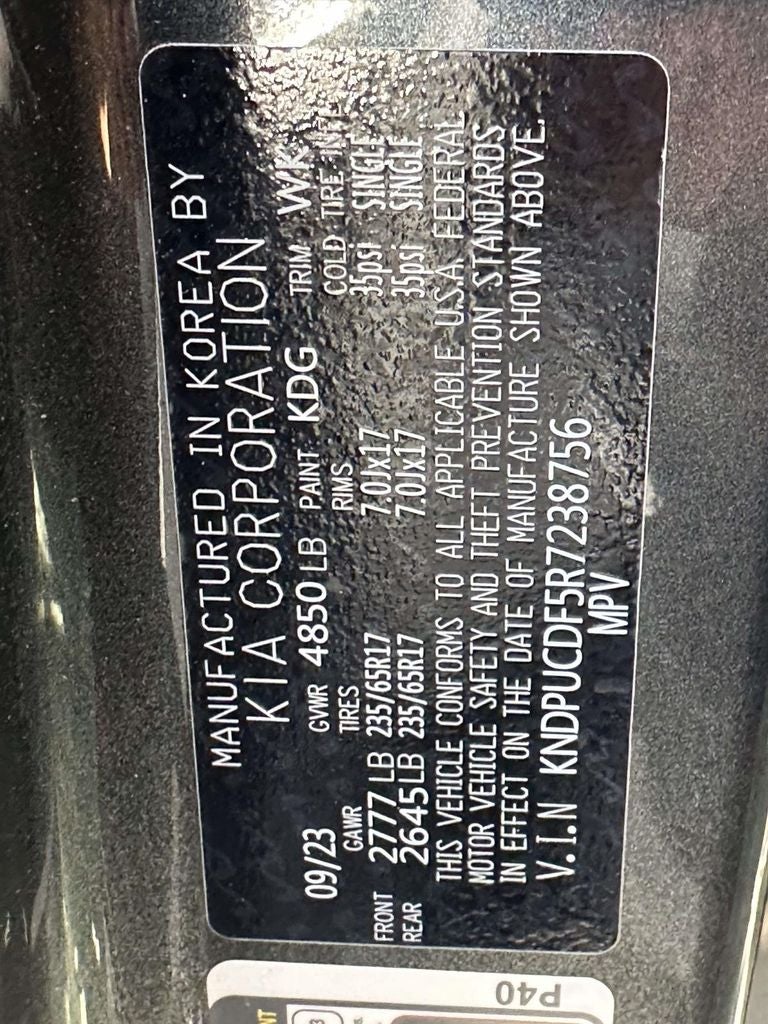 MANUFACTURED IN KOREA BY
KIA CORPORATION
09/23 GVWR 4850 LB PAINT KDG TRIM WK
GAWR TIRES RIMS COLD TIRE INFL
FRONT 2777 LB 235/65R17 7.0Jx17 35psi SINGLE
REAR 2645LB 235/65R17 7.0Jx17 35psi SINGLE
THIS VEHICLE CONFORMS TO ALL APPLICABLE U.S.A. FEDERAL
MOTOR VEHICLE SAFETY AND THEFT PREVENTION STANDARDS
IN EFFECT ON THE DATE OF MANUFACTURE SHOWN ABOVE.
V.I.N KNDPUCDF5R7238756
MPV
P40